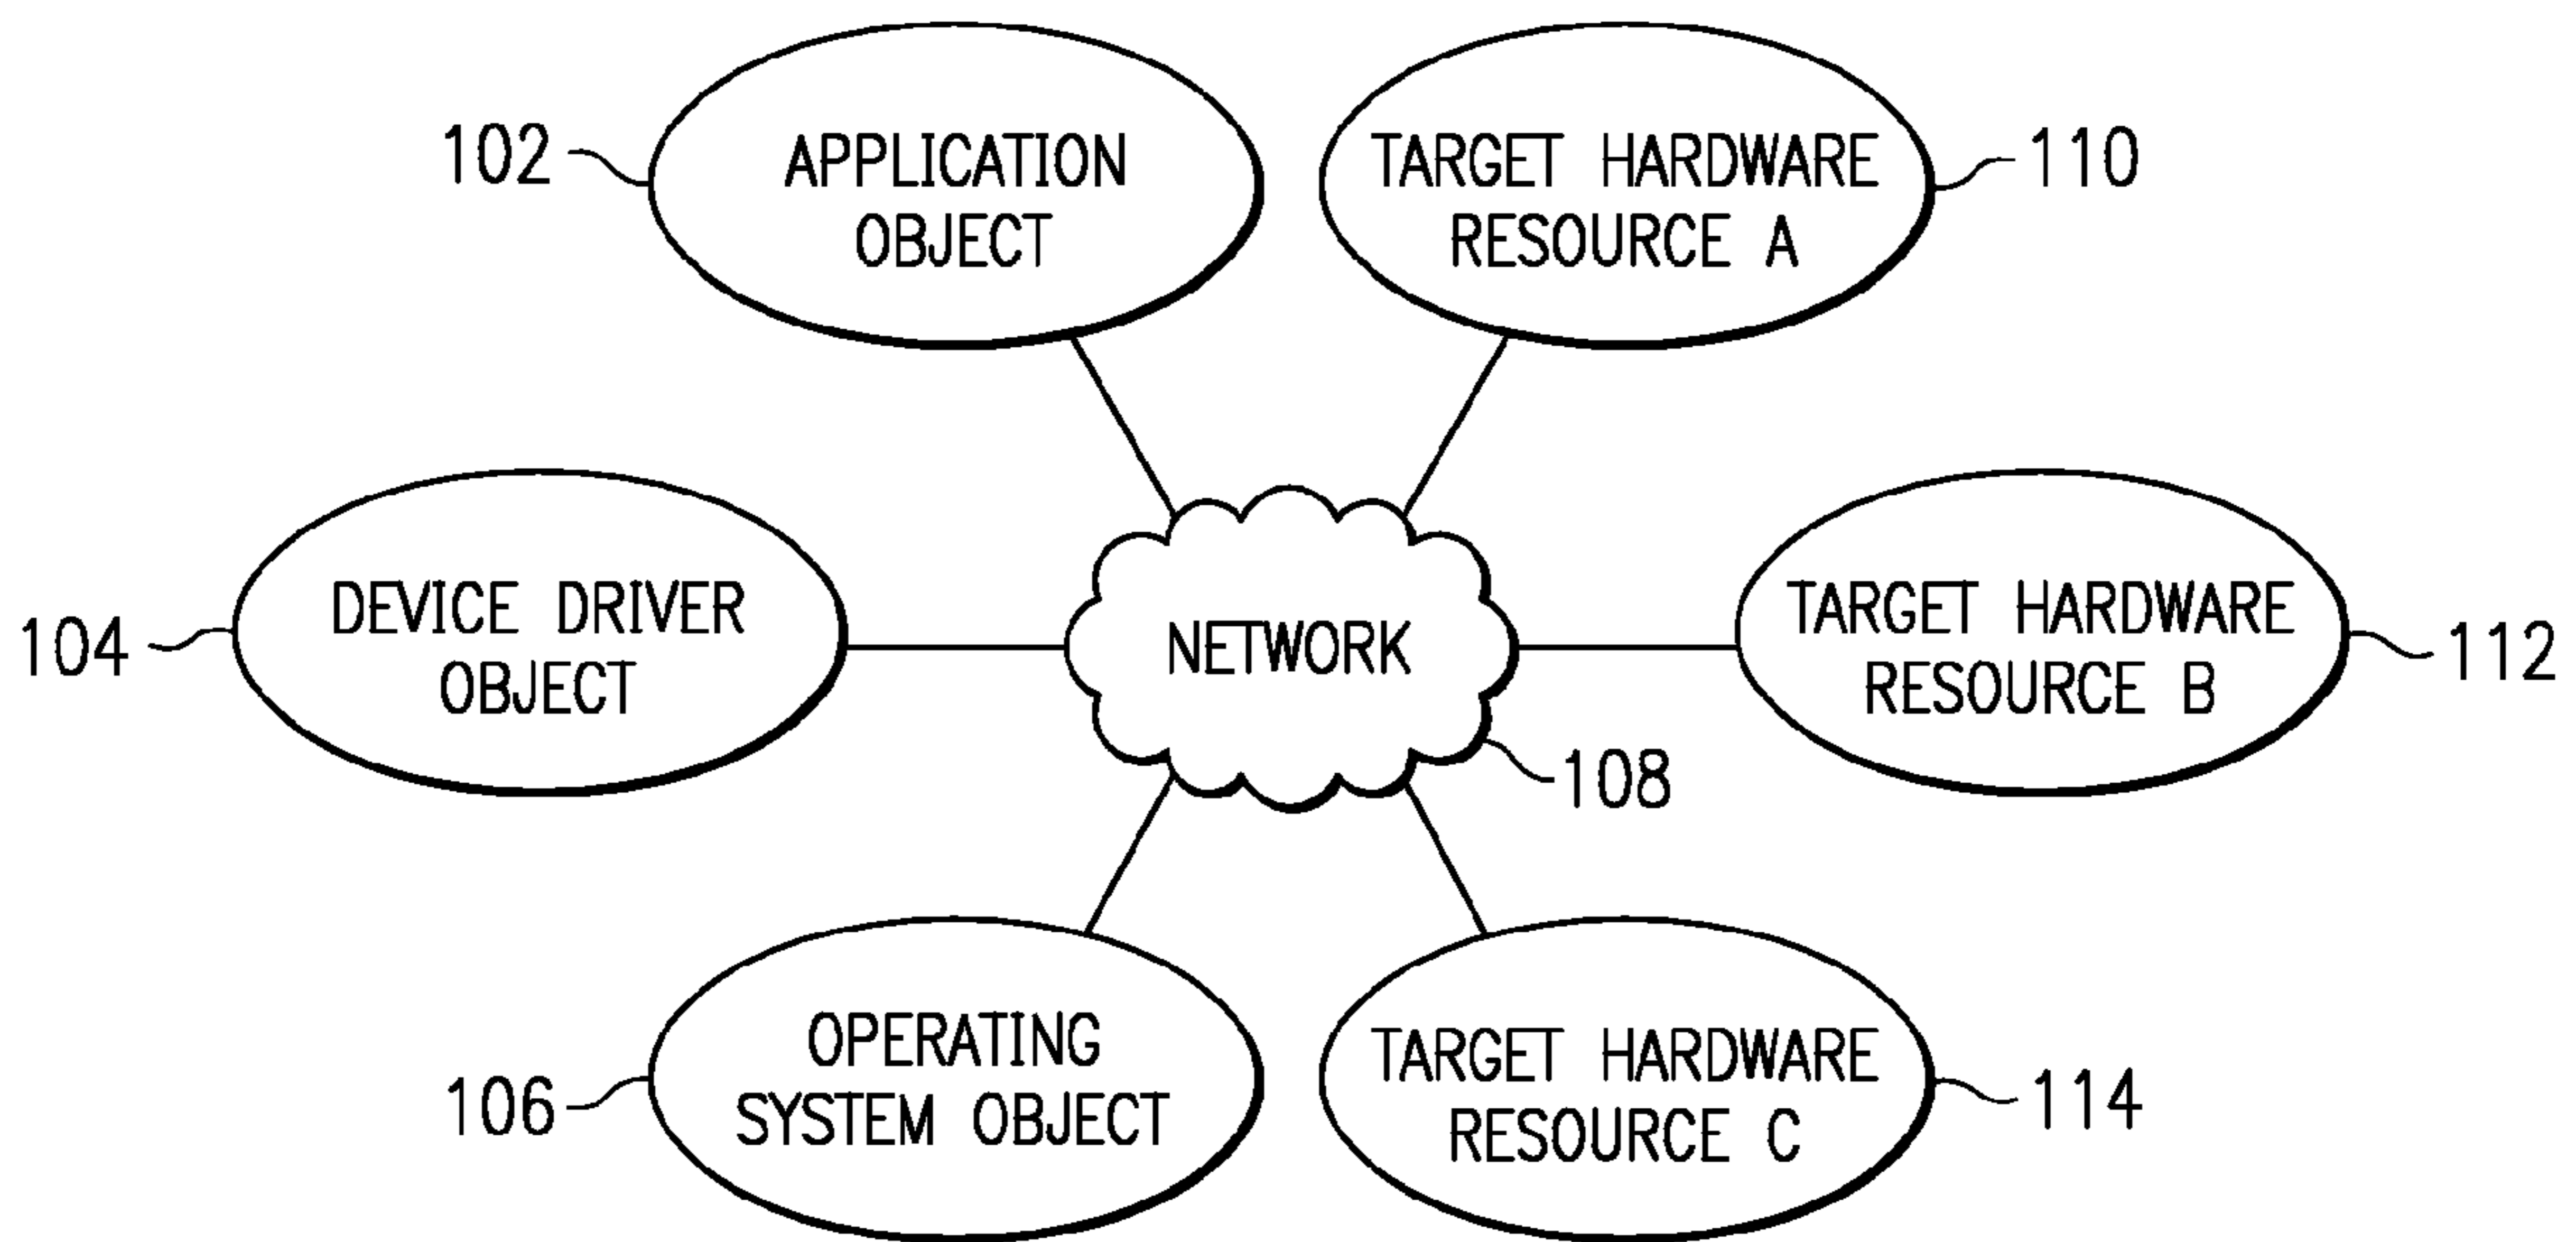 102
APPLICATION
OBJECT
TARGET HARDWARE
RESOURCE A
110
104
DEVICE DRIVER
OBJECT
NETWORK
108
TARGET HARDWARE
RESOURCE B
112
106
OPERATING
SYSTEM OBJECT
TARGET HARDWARE
RESOURCE C
114